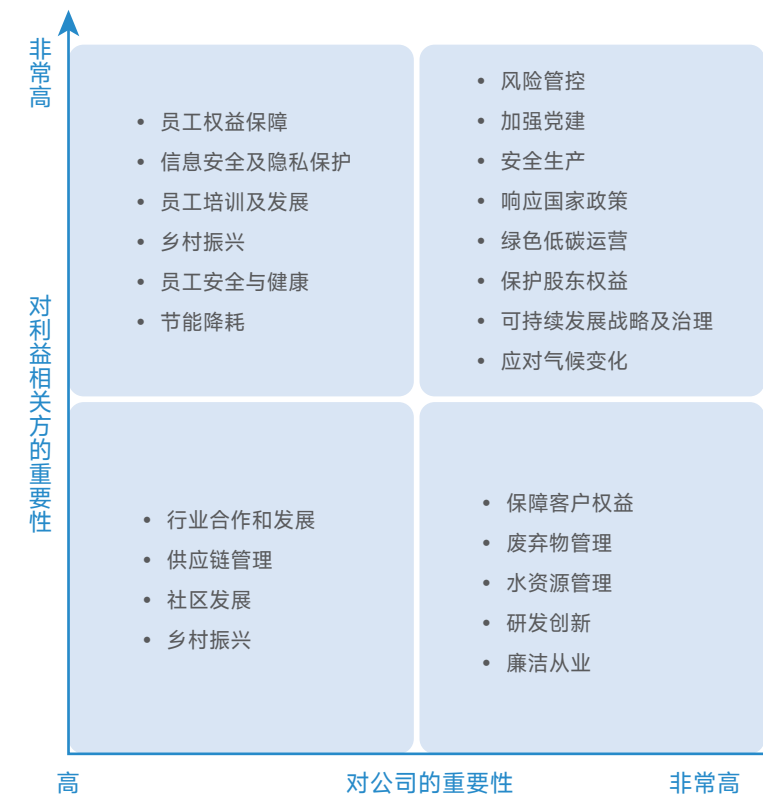 非常高
对利益相关方的重要性
• 员工权益保障
• 信息安全及隐私保护
• 员工培训及发展
• 乡村振兴
• 员工安全与健康
• 节能降耗
• 风险管控
• 加强党建
• 安全生产
• 响应国家政策
• 绿色低碳运营
• 保护股东权益
• 可持续发展战略及治理
• 应对气候变化
• 行业合作和发展
• 供应链管理
• 社区发展
• 乡村振兴
• 保障客户权益
• 废弃物管理
• 水资源管理
• 研发创新
• 廉洁从业
高
对公司的重要性
非常高